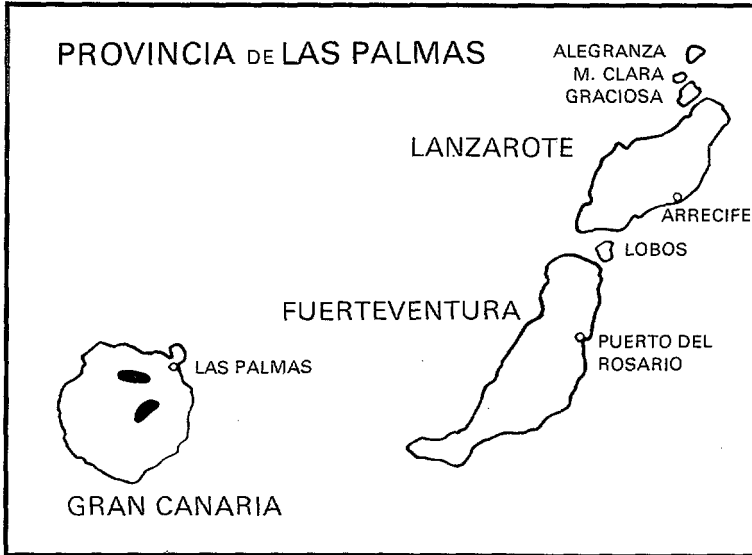 PROVINCIA DE LAS PALMAS
ALEGRANZA
M. CLARA
GRACIOSA
LANZAROTE
ARRECIFE
LOBOS
FUERTEVENTURA
PUERTO DEL
ROSARIO
LAS PALMAS
GRAN CANARIA